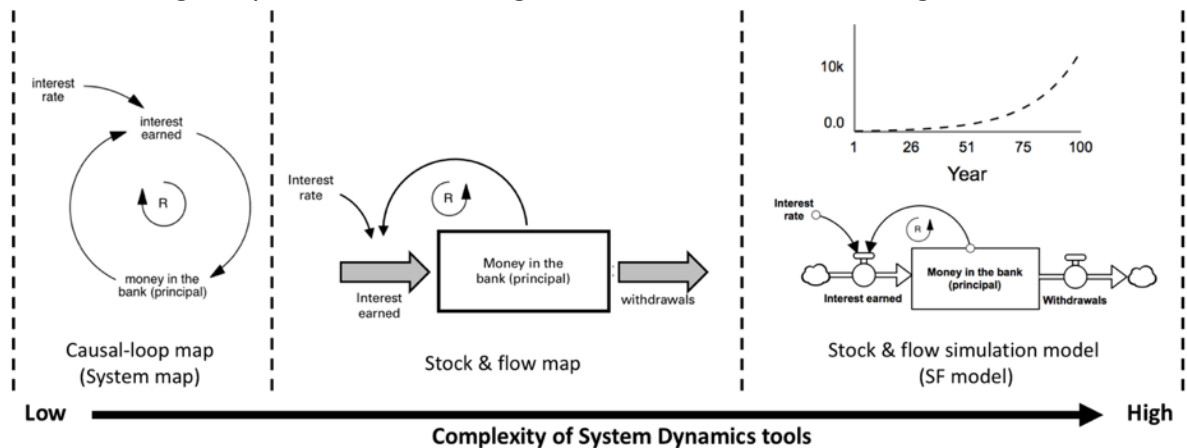 interest
rate
interest
earned
R
money in the
bank (principal)
Causal-loop map
(System map)
Interest
rate
R
Money in the
bank (principal)
Interest
earned
withdrawals
Stock & flow map
10k
0.0
1 26 51 75 100
Year
Interest
rate
R
Money in the bank
(principal)
Interest earned
Withdrawals
Stock & flow simulation model
(SF model)
Low
High
Complexity of System Dynamics tools